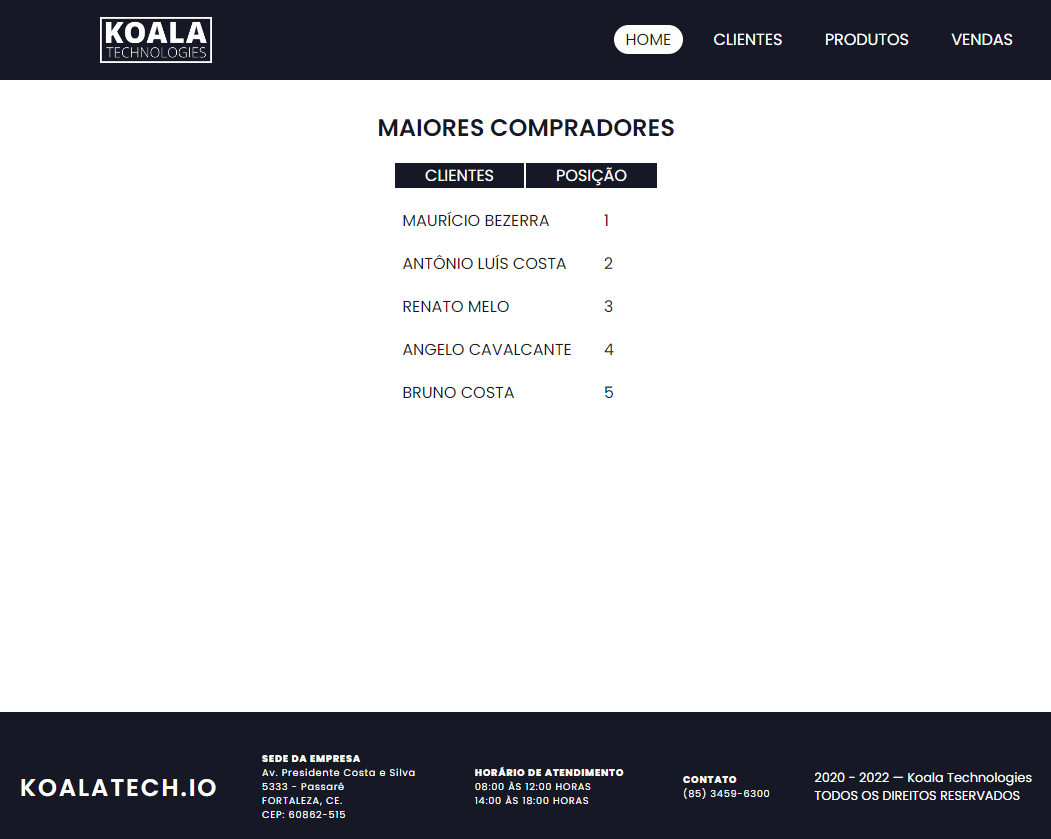 KOALA
TECHNOLOGIES
HOME CLIENTES PRODUTOS VENDAS
MAIORES COMPRADORES
CLIENTES POSIÇÃO
MAURÍCIO BEZERRA 1
ANTÔNIO LUÍS COSTA 2
RENATO MELO 3
ANGELO CAVALCANTE 4
BRUNO COSTA 5
KOALATECH.IO
SEDE DA EMPRESA
Av. Presidente Costa e Silva
5333 - Passaré
FORTALEZA, CE.
CEP: 60862-515
HORÁRIO DE ATENDIMENTO
08:00 ÀS 12:00 HORAS
14:00 ÀS 18:00 HORAS
CONTATO
(85) 3459-6300
2020 - 2022 — Koala Technologies
TODOS OS DIREITOS RESERVADOS